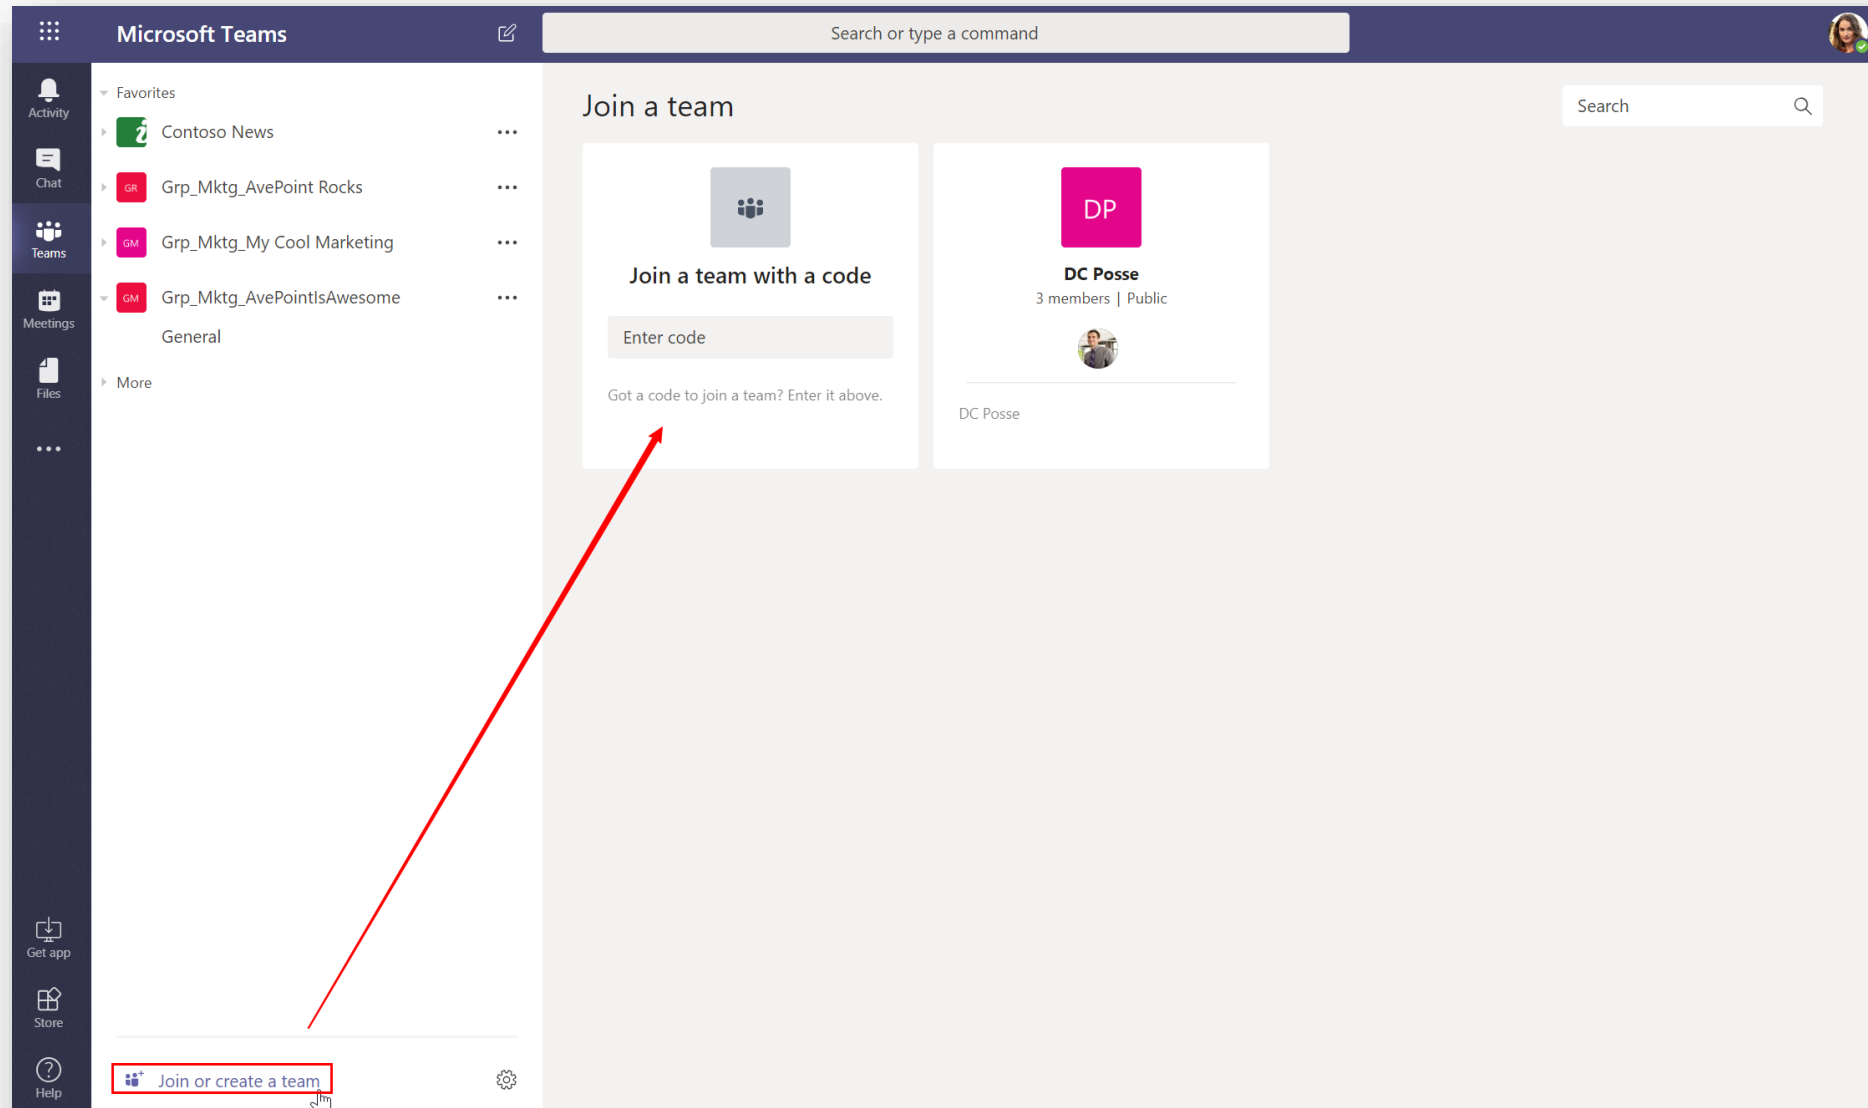 Microsoft Teams
Search or type a command
Activity
Chat
Teams
Meetings
Files
Get app
Store
Help
Favorites
Contoso News
GR Grp_Mktg_AvePoint Rocks
GM Grp_Mktg_My Cool Marketing
GM Grp_Mktg_AvePointIsAwesome
General
More
Join or create a team
Join a team
Search
Join a team with a code
Enter code
Got a code to join a team? Enter it above.
DP
DC Posse
3 members | Public
DC Posse